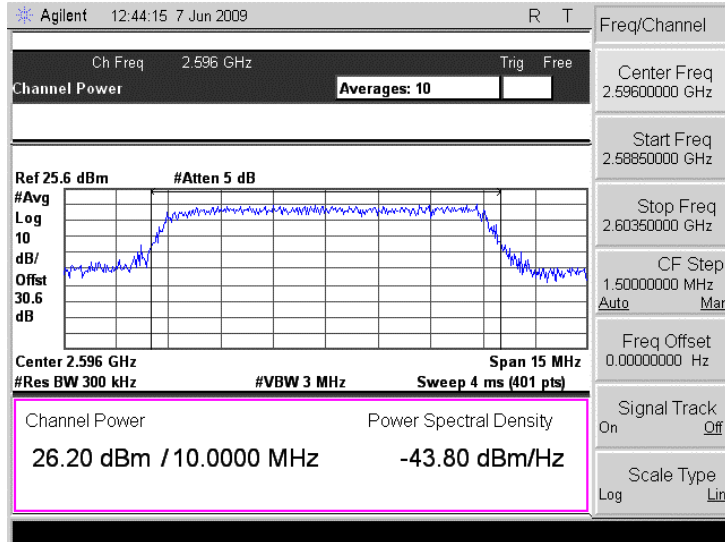 Agilent 12:44:15 7 Jun 2009 R T
Ch Freq 2.596 GHz Trig Free
Channel Power Averages: 10
Ref 25.6 dBm #Atten 5 dB
#Avg
Log
10
dB/
Offst
30.6
dB
Center 2.596 GHz Span 15 MHz
#Res BW 300 kHz #VBW 3 MHz Sweep 4 ms (401 pts)
Channel Power Power Spectral Density
26.20 dBm / 10.0000 MHz -43.80 dBm/Hz
Freq/Channel
Center Freq
2.59600000 GHz
Start Freq
2.58850000 GHz
Stop Freq
2.60350000 GHz
CF Step
1.50000000 MHz
Auto Man
Freq Offset
0.00000000 Hz
Signal Track
On Off
Scale Type
Log Lin